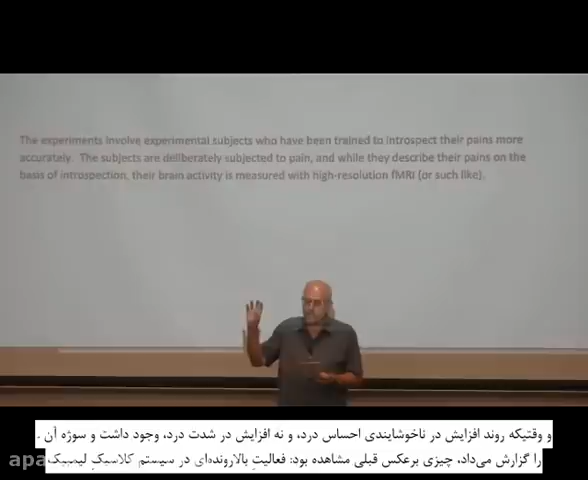 The experiments involve experimental subjects who have been trained to introspect their pains more
accurately.  The subjects are deliberately subjected to pain, and while they describe their pains on the
basis of introspection, their brain activity is measured with high-resolution fMRI (or such like).
و وقتیکه روند افزایش در ناخوشایندی احساس درد، و نه افزایش در شدت درد، وجود داشت و سوژه آن .
را گزارش می‌داد، چیزی برعکس قبلی مشاهده بود: فعالیتِ بالارونده‌ای در سیستم کلاسیکِ لیمبیک